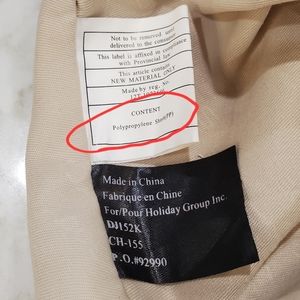 Not to be removed until
delivered to the consumer
This label is affixed in compliance
with Provincial law
This article contains
NEW MATERIAL ONLY
Made by reg. no.
CONTENT
Polypropylene Sheet(PP)
Made in China
Fabriqué en Chine
For/Pour Holiday Group Inc.
DJ152K
CH-155
P.O.#92990